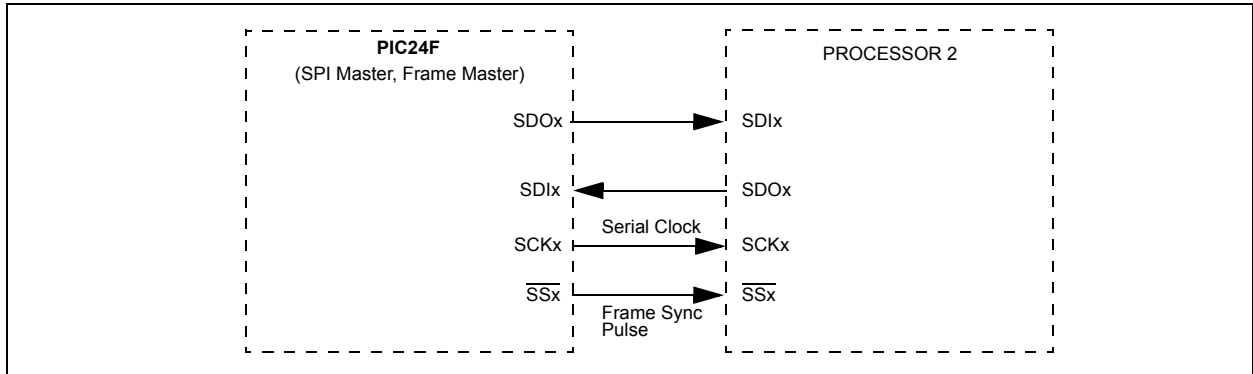 PIC24F
(SPI Master, Frame Master)
PROCESSOR 2
SDOx
SDIx
SDIx
SDOx
Serial Clock
SCKx
SCKx
SSx
SSx
Frame Sync
Pulse